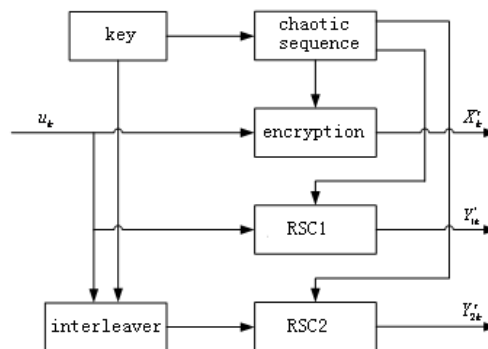 key
chaotic
sequence
u_k
encryption
X'_k
RSC1
Y'_1k
interleaver
RSC2
Y'_2k